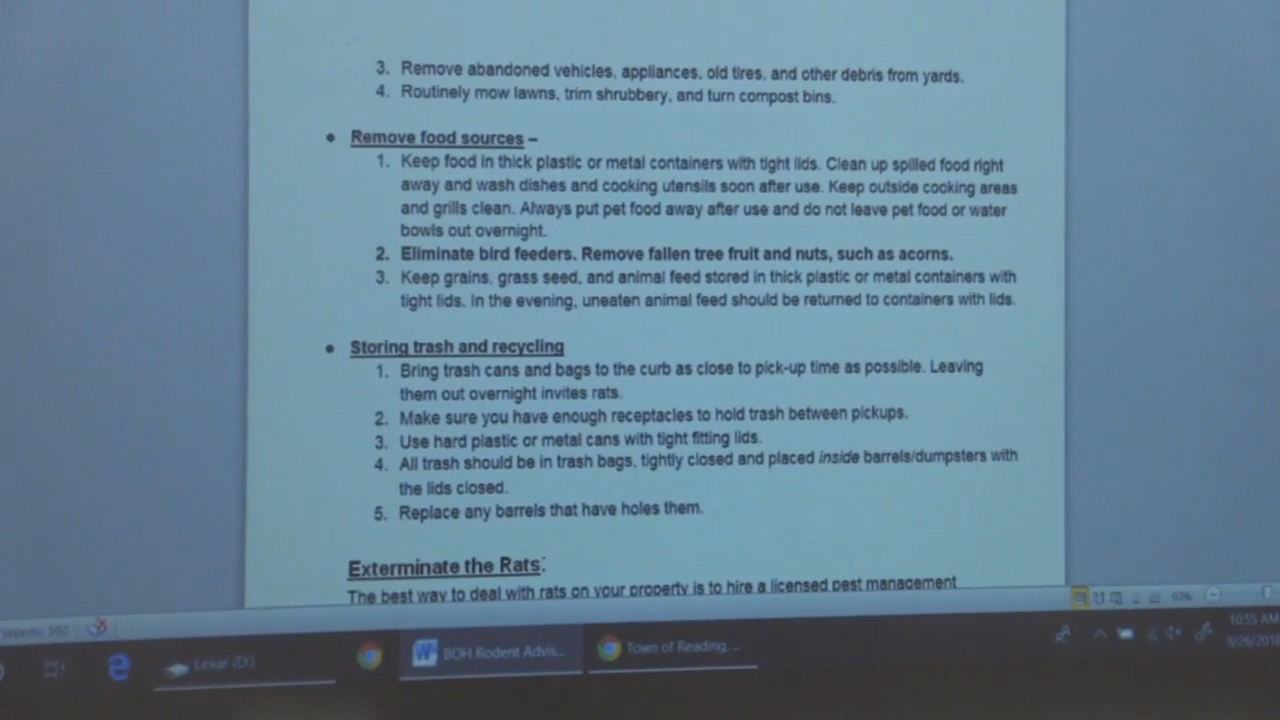 3. Remove abandoned vehicles, appliances, old tires, and other debris from yards.
4. Routinely mow lawns, trim shrubbery, and turn compost bins.
• Remove food sources –
1. Keep food in thick plastic or metal containers with tight lids. Clean up spilled food right
away and wash dishes and cooking utensils soon after use. Keep outside cooking areas
and grills clean. Always put pet food away after use and do not leave pet food or water
bowls out overnight.
2. Eliminate bird feeders. Remove fallen tree fruit and nuts, such as acorns.
3. Keep grains, grass seed, and animal feed stored in thick plastic or metal containers with
tight lids. In the evening, uneaten animal feed should be returned to containers with lids.
• Storing trash and recycling
1. Bring trash cans and bags to the curb as close to pick-up time as possible. Leaving
them out overnight invites rats.
2. Make sure you have enough receptacles to hold trash between pickups.
3. Use hard plastic or metal cans with tight fitting lids.
4. All trash should be in trash bags, tightly closed and placed inside barrels/dumpsters with
the lids closed.
5. Replace any barrels that have holes them.
Exterminate the Rats:
The best way to deal with rats on your property is to hire a licensed pest management
90%
Lexar (D:)
BOH Rodent Advis...
Town of Reading, ...
10:55 AM